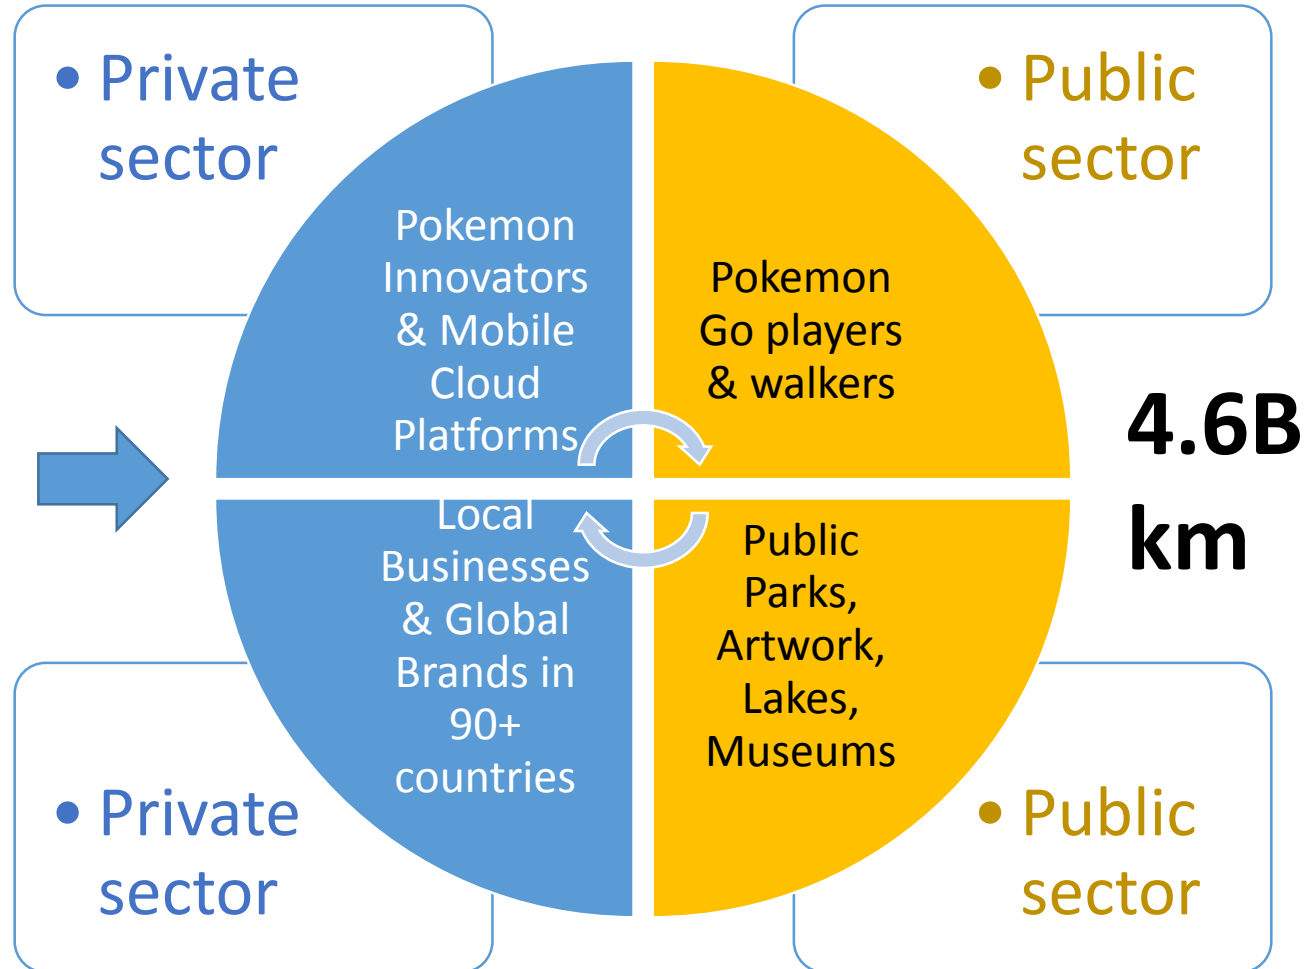 • Private
sector
• Public
sector
Pokemon
Innovators
& Mobile
Cloud
Platforms
Pokemon
Go players
& walkers
4.6B
km
Local
Businesses
& Global
Brands in
90+
countries
Public
Parks,
Artwork,
Lakes,
Museums
• Private
sector
• Public
sector